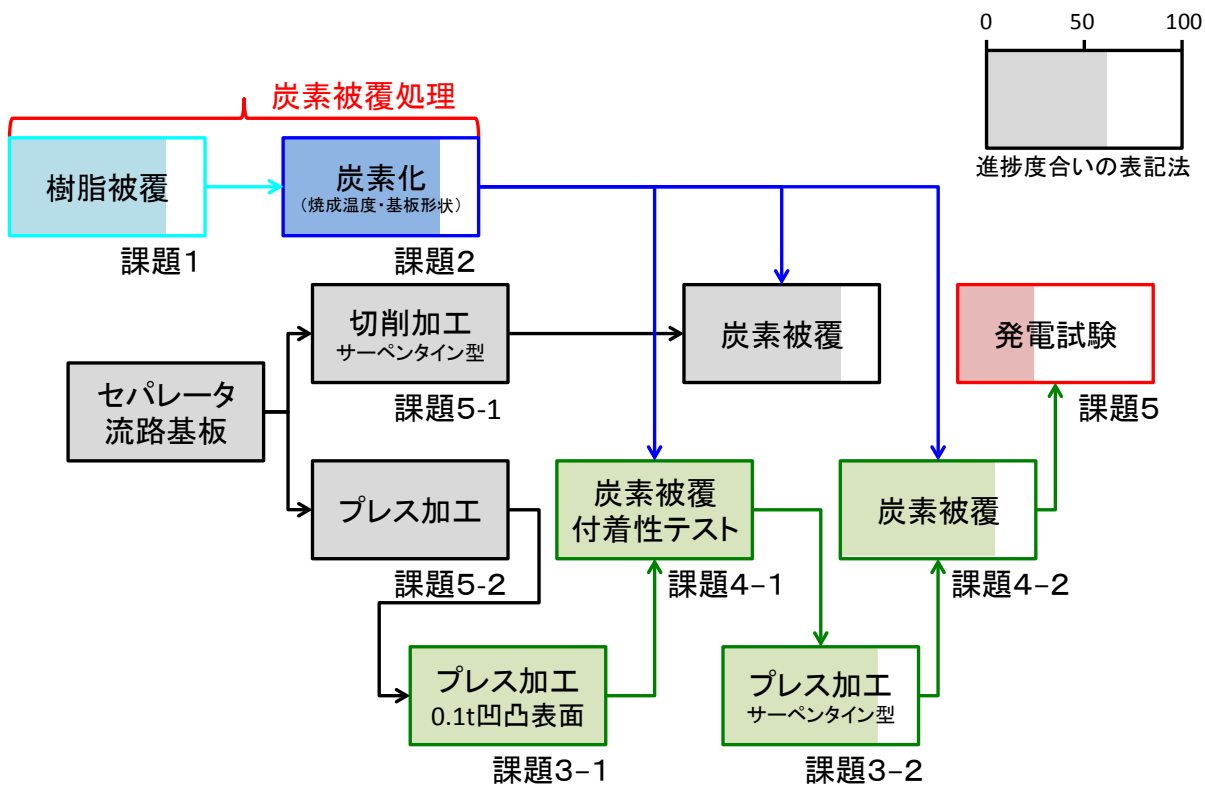 0 50 100
進捗度合いの表記法
炭素被覆処理
樹脂被覆
課題1
炭素化
（焼成温度・基板形状）
課題2
切削加工
サーペンタイン型
課題5-1
炭素被覆
発電試験
課題5
セパレータ
流路基板
プレス加工
課題5-2
炭素被覆
付着性テスト
課題4-1
炭素被覆
課題4-2
プレス加工
0.1t凹凸表面
課題3-1
プレス加工
サーペンタイン型
課題3-2